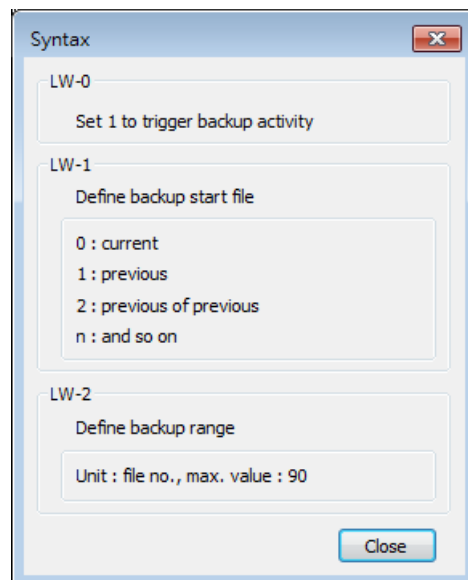 Syntax
LW-0
Set 1 to trigger backup activity
LW-1
Define backup start file
0 : current
1 : previous
2 : previous of previous
n : and so on
LW-2
Define backup range
Unit : file no., max. value : 90
Close